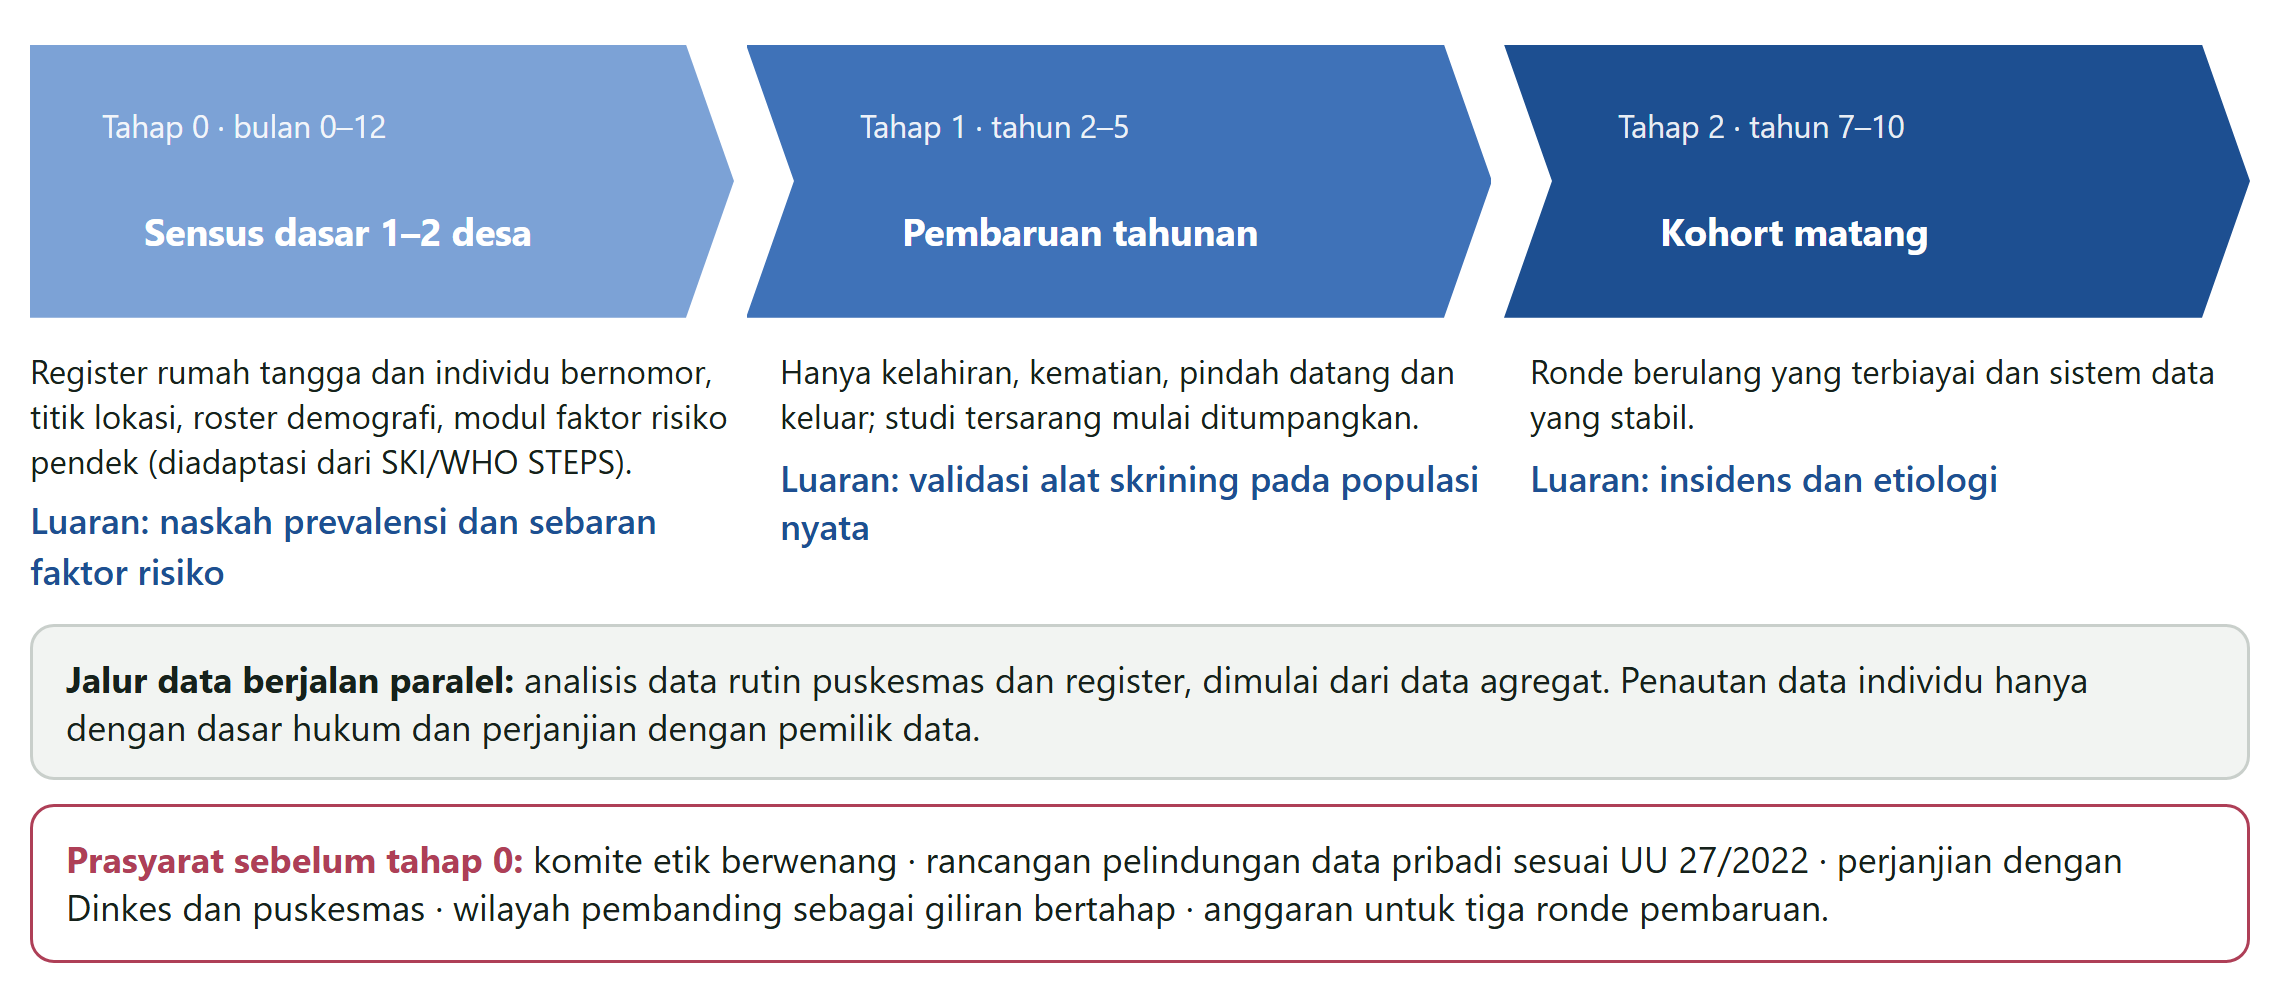 Tahap 0 · bulan 0–12
Sensus dasar 1–2 desa
Tahap 1 · tahun 2–5
Pembaruan tahunan
Tahap 2 · tahun 7–10
Kohort matang
Register rumah tangga dan individu bernomor,
titik lokasi, roster demografi, modul faktor risiko
pendek (diadaptasi dari SKI/WHO STEPS).
Luaran: naskah prevalensi dan sebaran
faktor risiko
Hanya kelahiran, kematian, pindah datang dan
keluar; studi tersarang mulai ditumpangkan.
Luaran: validasi alat skrining pada populasi
nyata
Ronde berulang yang terbiayai dan sistem data
yang stabil.
Luaran: insidens dan etiologi
Jalur data berjalan paralel: analisis data rutin puskesmas dan register, dimulai dari data agregat. Penautan data individu hanya
dengan dasar hukum dan perjanjian dengan pemilik data.
Prasyarat sebelum tahap 0: komite etik berwenang · rancangan pelindungan data pribadi sesuai UU 27/2022 · perjanjian dengan
Dinkes dan puskesmas · wilayah pembanding sebagai giliran bertahap · anggaran untuk tiga ronde pembaruan.